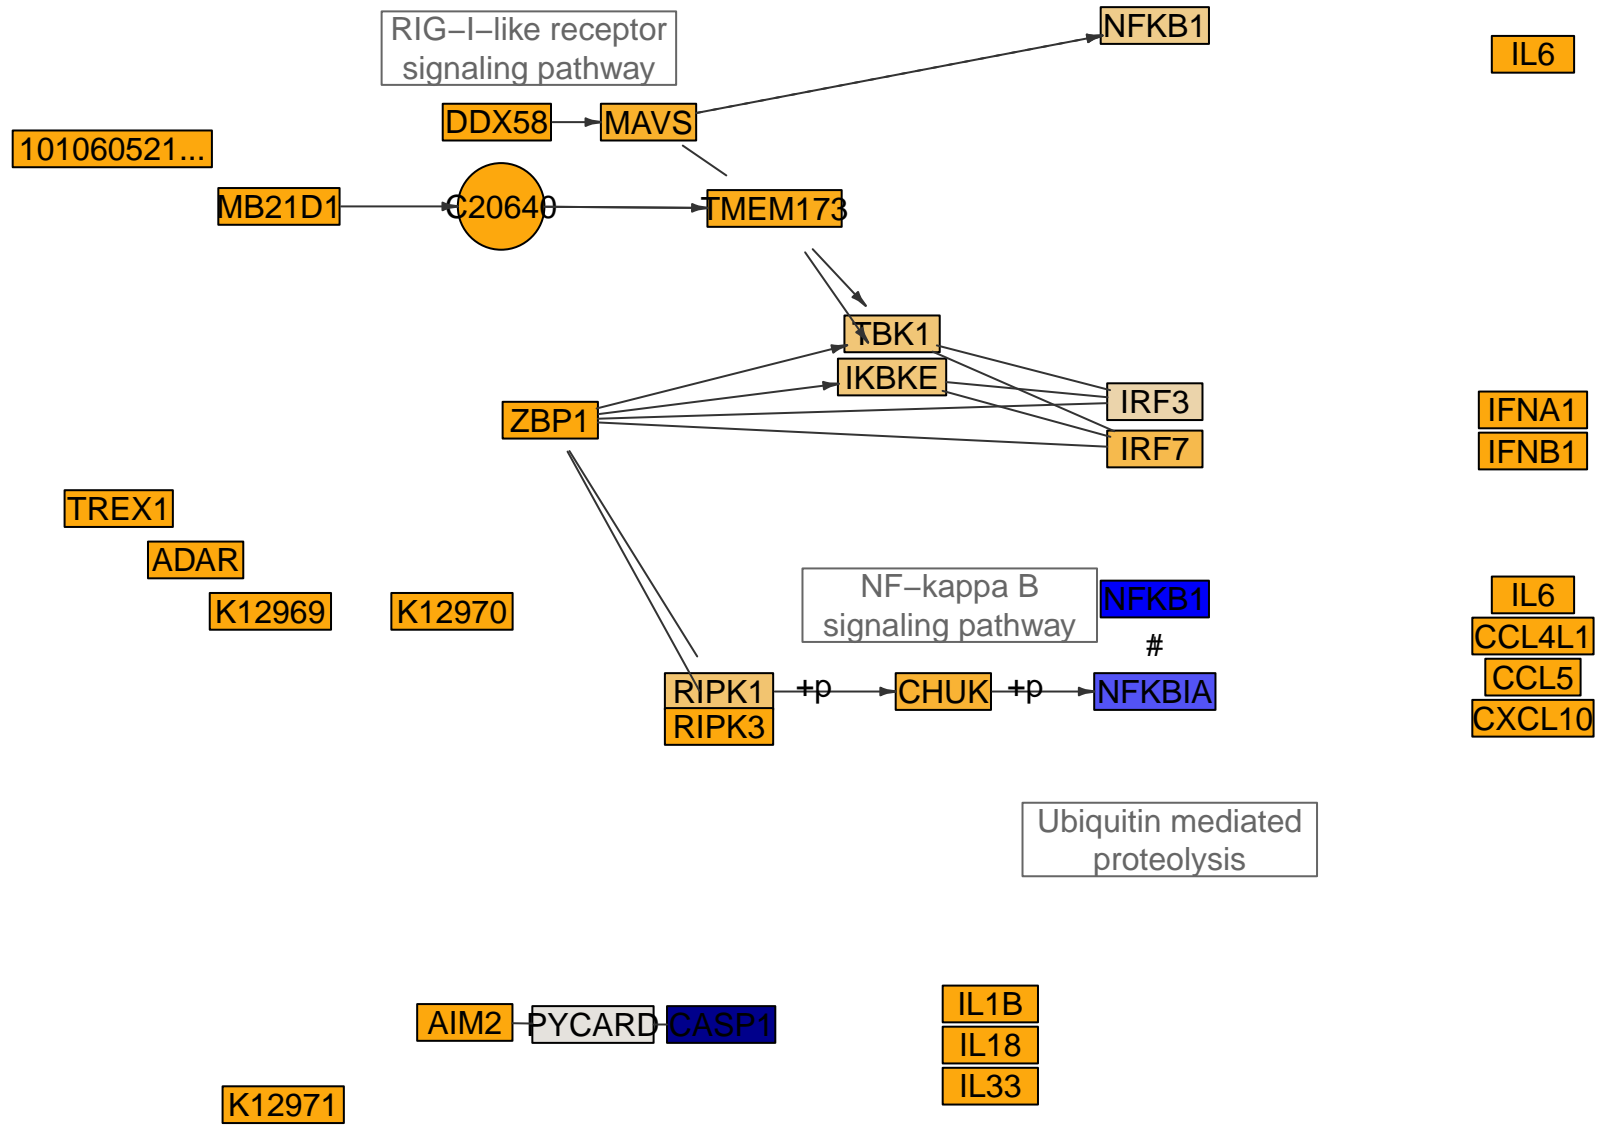 RIG−I−like receptor
signaling pathway
NFKB1
IL6
DDX58
MAVS
101060521...
MB21D1
C20640
TMEM173
TBK1
IKBKE
IRF3
ZBP1
IRF7
IFNA1
IFNB1
TREX1
ADAR
K12969
K12970
NF−kappa B
signaling pathway
NFKB1
#
IL6
CCL4L1
CCL5
CXCL10
RIPK1
+p
CHUK
+p
NFKBIA
RIPK3
Ubiquitin mediated
proteolysis
AIM2
PYCARD
CASP1
IL1B
IL18
IL33
K12971